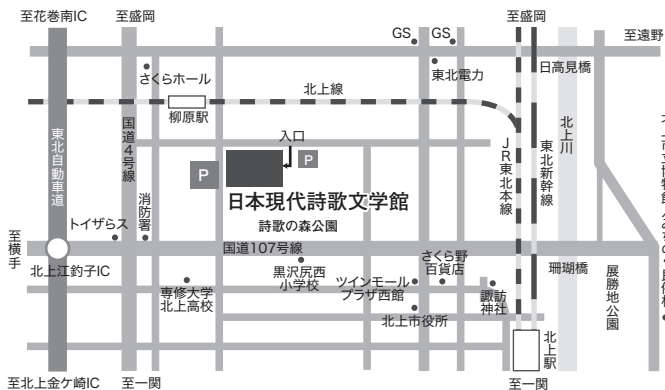 至花巻南IC
至盛岡
GS
GS
至盛岡
至遠野
さくらホール
東北電力
日高見橋
北上線
柳原駅
入口
P
P
東北自動車道
国道4号線
消防署
JR東北本線
東北新幹線
北上川
日本現代詩歌文学館
詩歌の森公園
トイザらス
至横手
国道107号線
北上江釣子IC
専修大学
北上高校
黒沢尻西
小学校
さくら野
百貨店
ツインモール
プラザ西館
北上市役所
諏訪
神社
珊瑚橋
展勝地公園
北上駅
至北上金ケ崎IC
至一関
至一関